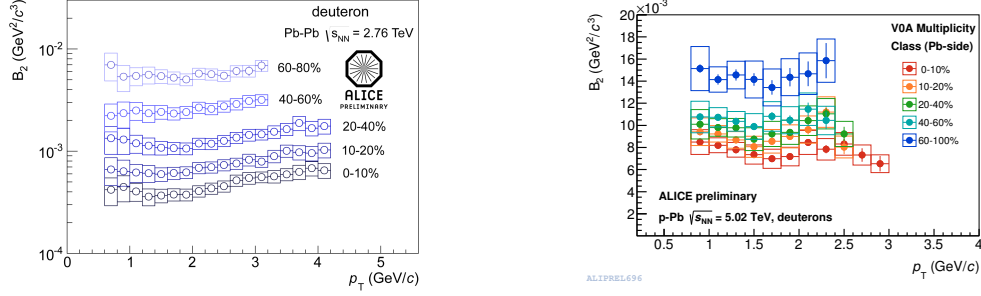 deuteron
Pb-Pb √sNN = 2.76 TeV
ALICE
PRELIMINARY
B2 (GeV2/c3)
10-2
10-3
10-4
60-80%
40-60%
20-40%
10-20%
0-10%
0 1 2 3 4 5
pT (GeV/c)
×10-3
B2 (GeV2/c3)
20
18
16
14
12
10
8
6
4
2
V0A Multiplicity
Class (Pb-side)
0-10%
10-20%
20-40%
40-60%
60-100%
ALICE preliminary
p-Pb √sNN = 5.02 TeV, deuterons
0.5 1 1.5 2 2.5 3 3.5 4
pT (GeV/c)
ALIPREL696